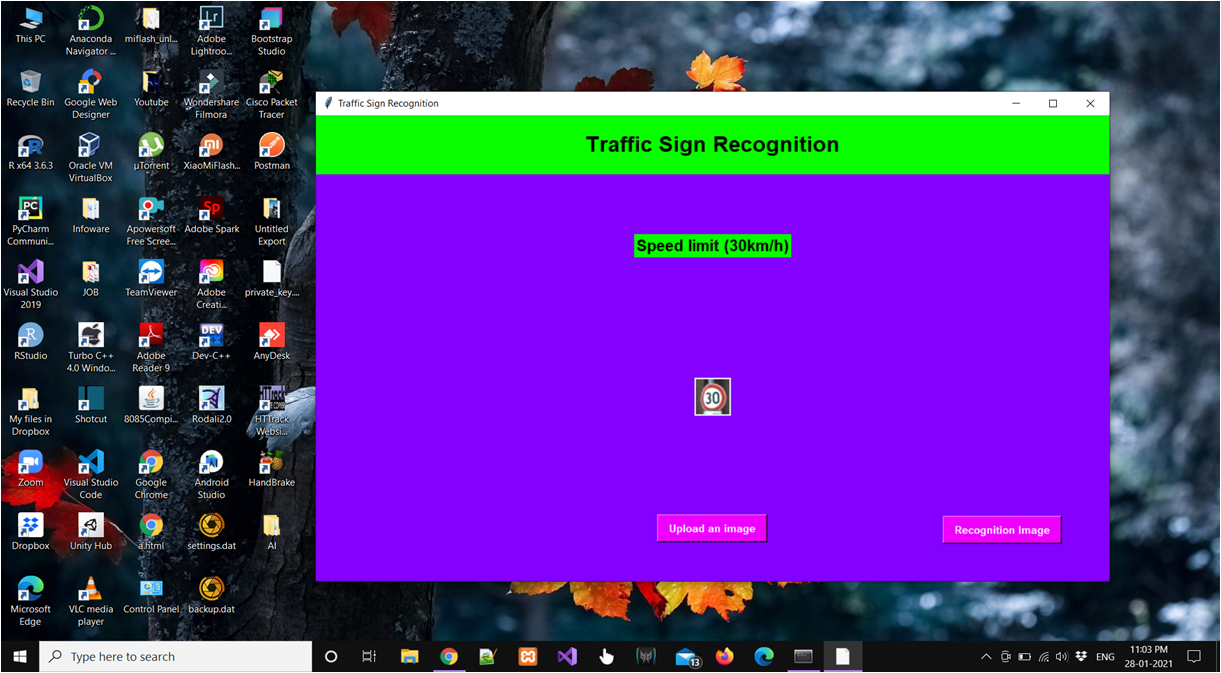 This PC
Anaconda
Navigator ...
miflash_unl...
Adobe
Lightroo...
Bootstrap
Studio
Recycle Bin
Google Web
Designer
Youtube
Wondershare
Filmora
Cisco Packet
Tracer
R x64 3.6.3
Oracle VM
VirtualBox
µTorrent
XiaoMiFlash...
Postman
PyCharm
Communi...
Infoware
Apowersoft
Free Scree...
Adobe Spark
Untitled
Export
Visual Studio
2019
JOB
TeamViewer
Adobe
Creati...
private_key....
RStudio
Turbo C++
4.0 Windo...
Adobe
Reader 9
Dev-C++
AnyDesk
My files in
Dropbox
Shotcut
8085Compi...
Rodali2.0
HTTrack
Websi...
Zoom
Visual Studio
Code
Google
Chrome
Android
Studio
HandBrake
Dropbox
Unity Hub
a.html
settings.dat
AI
Microsoft
Edge
VLC media
player
Control Panel
backup.dat
Traffic Sign Recognition
Traffic Sign Recognition
Speed limit (30km/h)
30
Upload an image
Recognition Image
Type here to search
13
ENG
11:03 PM
28-01-2021